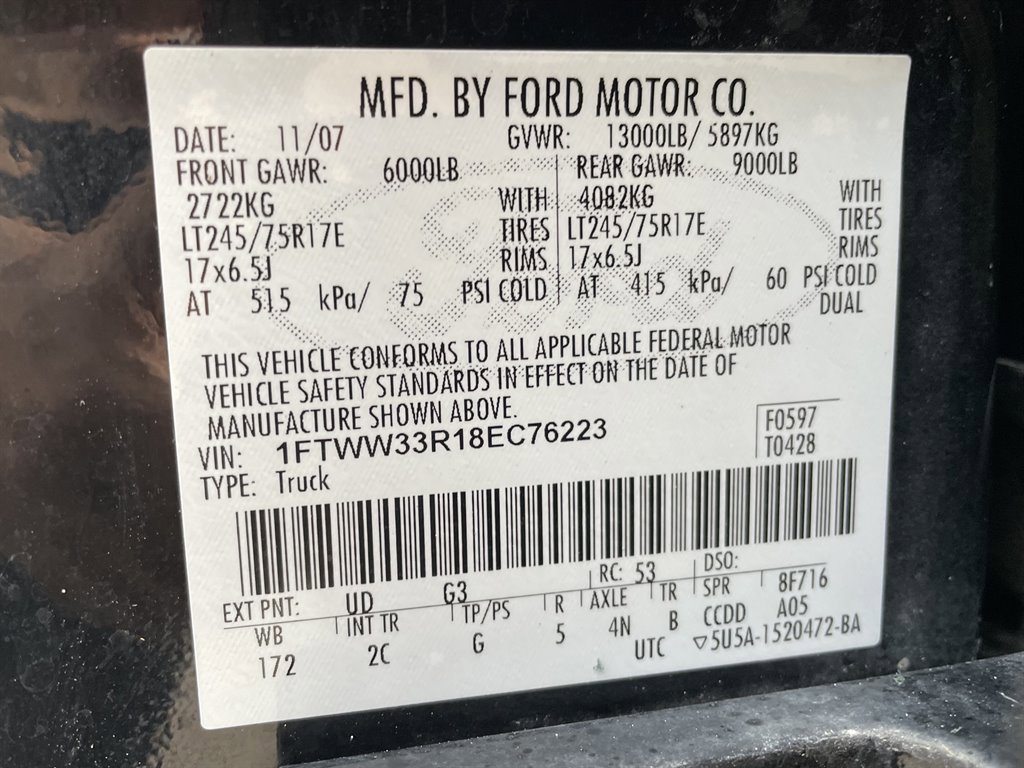 MFD. BY FORD MOTOR CO.
DATE: 11/07 GVWR: 13000LB/ 5897KG
FRONT GAWR: 6000LB REAR GAWR: 9000LB
2722KG WITH 4082KG WITH
LT245/75R17E TIRES LT245/75R17E TIRES
17x6.5J RIMS 17x6.5J RIMS
AT 515 kPa/ 75 PSI COLD AT 415 kPa/ 60 PSI COLD
DUAL
THIS VEHICLE CONFORMS TO ALL APPLICABLE FEDERAL MOTOR
VEHICLE SAFETY STANDARDS IN EFFECT ON THE DATE OF
MANUFACTURE SHOWN ABOVE.
VIN: 1FTWW33R18EC76223 F0597
TYPE: Truck T0428
EXT PNT: UD G3 RC: 53 DSO:
WB INT TR TP/PS R AXLE TR SPR 8F716
172 2C G 5 4N B CCDD A05
UTC ▽5U5A-1520472-BA